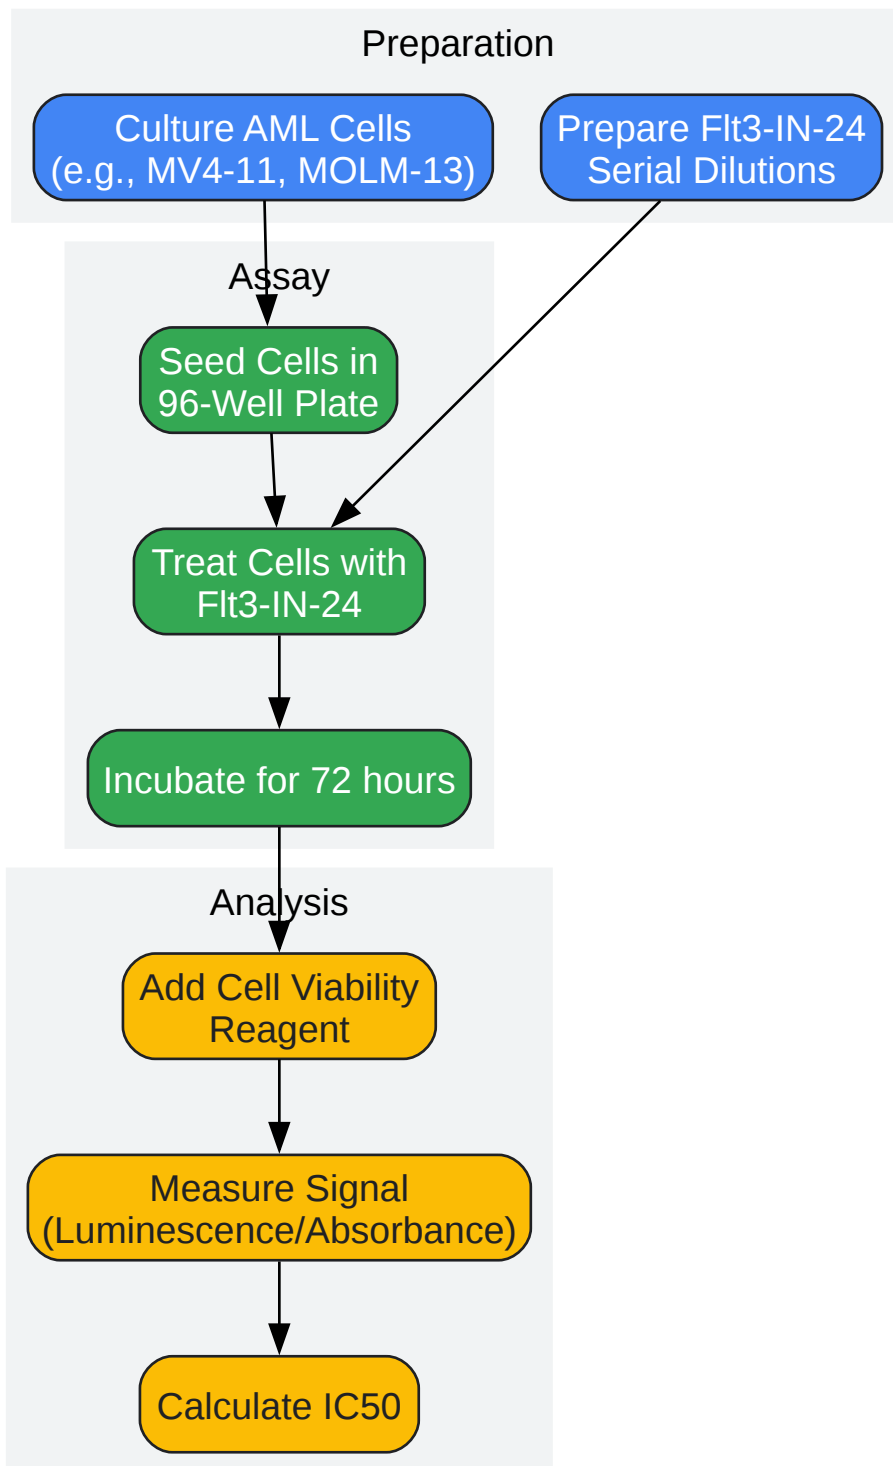 Preparation
Culture AML Cells
(e.g., MV4-11, MOLM-13)
Prepare Flt3-IN-24
Serial Dilutions
Assay
Seed Cells in
96-Well Plate
Treat Cells with
Flt3-IN-24
Incubate for 72 hours
Analysis
Add Cell Viability
Reagent
Measure Signal
(Luminescence/Absorbance)
Calculate IC50